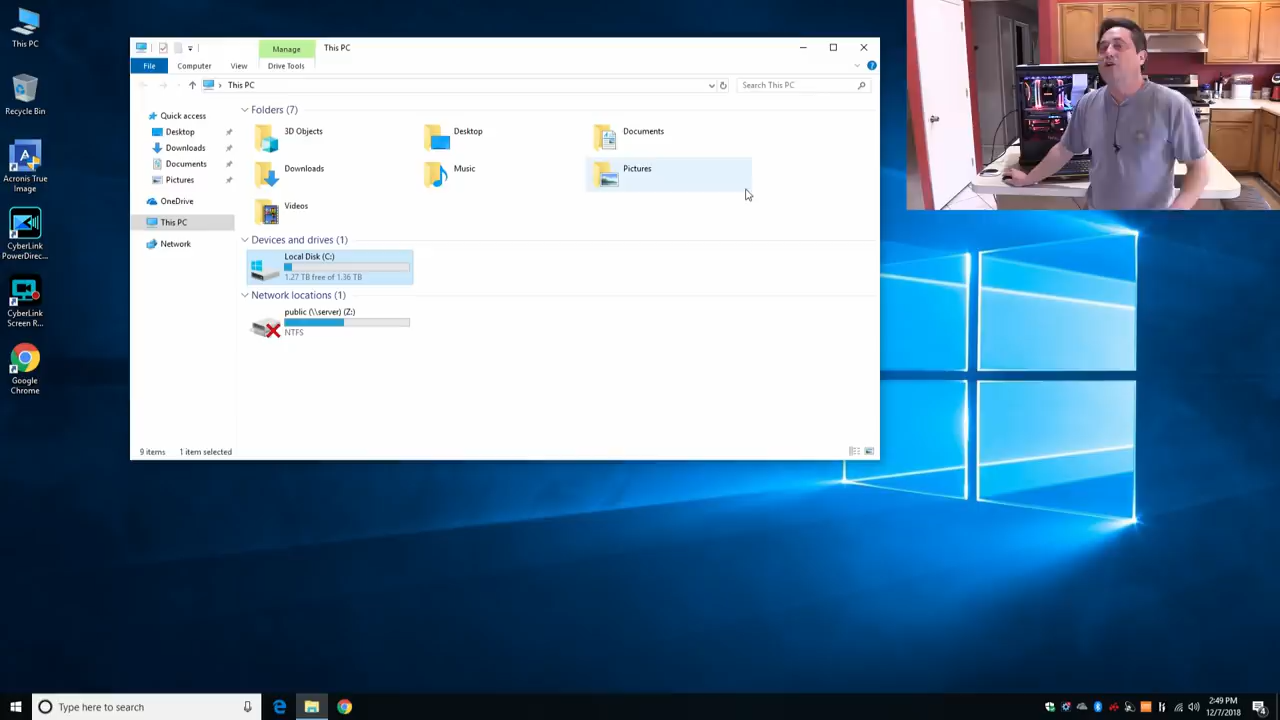 This PC
Recycle Bin
Acronis True
Image
CyberLink
PowerDirec...
CyberLink
Screen R...
Google
Chrome
Manage
This PC
File
Computer
View
Drive Tools
This PC
Search This PC
Quick access
Desktop
Downloads
Documents
Pictures
OneDrive
This PC
Network
Folders (7)
3D Objects
Desktop
Documents
Downloads
Music
Pictures
Videos
Devices and drives (1)
Local Disk (C:)
1.27 TB free of 1.36 TB
Network locations (1)
public (\\server) (Z:)
NTFS
9 items
1 item selected
Type here to search
2:49 PM
12/7/2018
4